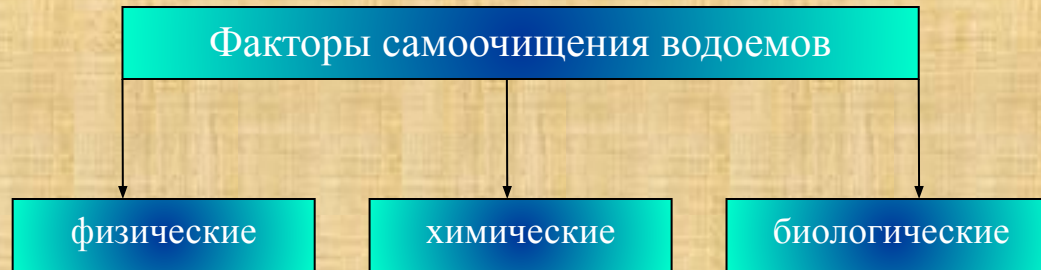 Факторы самоочищения водоемов
физические
химические
биологические